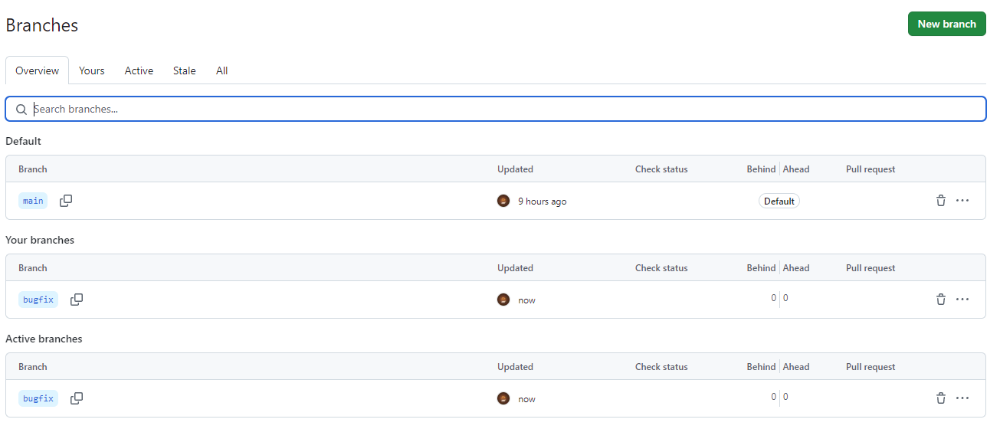 Branches
New branch
Overview Yours Active Stale All
Search branches...
Default
Branch Updated Check status Behind Ahead Pull request
main 9 hours ago Default
Your branches
Branch Updated Check status Behind Ahead Pull request
bugfix now 0 0
Active branches
Branch Updated Check status Behind Ahead Pull request
bugfix now 0 0